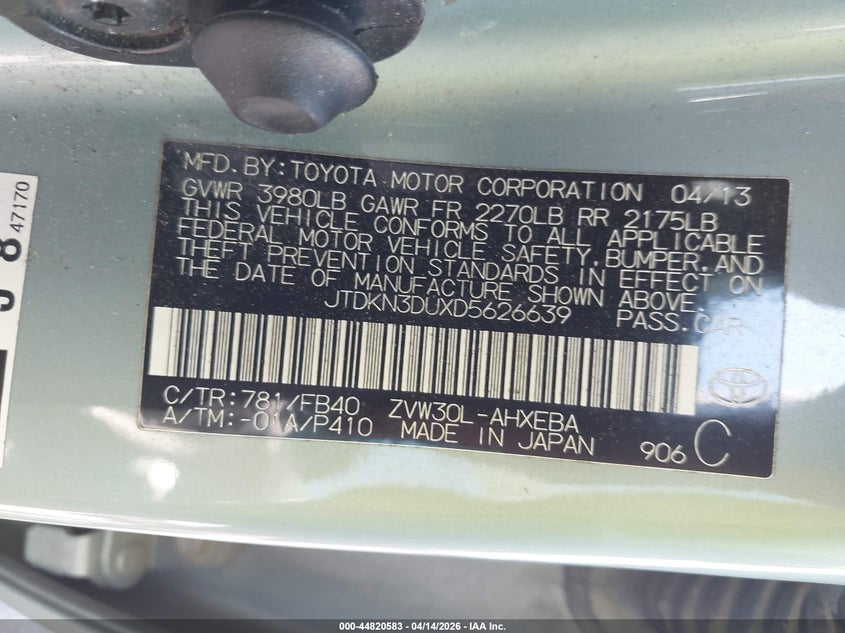 MFD. BY: TOYOTA MOTOR CORPORATION 04/13
GVWR 3980LB GAWR FR 2270LB RR 2175LB
THIS VEHICLE CONFORMS TO ALL APPLICABLE
FEDERAL MOTOR VEHICLE SAFETY, BUMPER, AND
THEFT PREVENTION STANDARDS IN EFFECT ON
THE DATE OF MANUFACTURE SHOWN ABOVE.
JTDKN3DUXD5626639 PASS. CAR
C/TR: 781/FB40 ZVW30L-AHXEBA
A/TM: -01A/P410 MADE IN JAPAN 906 C
8 47170
000-44820583 - 04/14/2026 - IAA Inc.